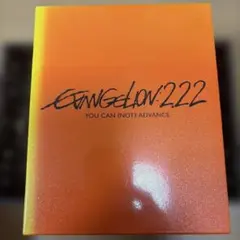 EVANGELION:2.22
YOU CAN (NOT) ADVANCE.